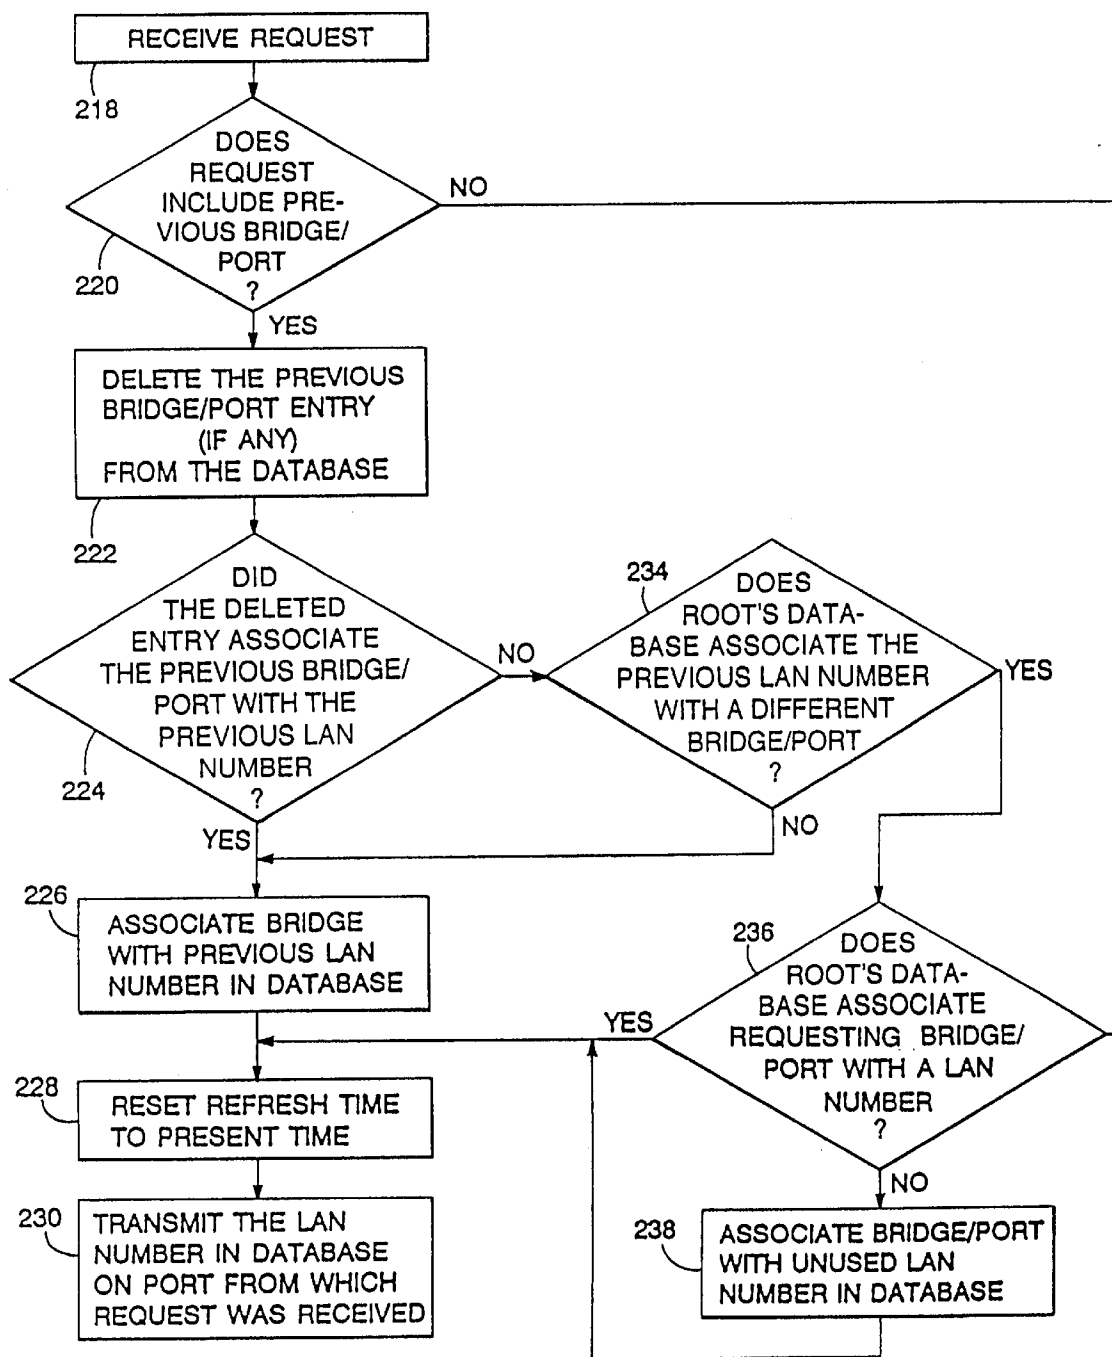 RECEIVE REQUEST
218
DOES
REQUEST
INCLUDE PRE-
VIOUS BRIDGE/
PORT
?
220
NO
YES
DELETE THE PREVIOUS
BRIDGE/PORT ENTRY
(IF ANY)
FROM THE DATABASE
222
DID
THE DELETED
ENTRY ASSOCIATE
THE PREVIOUS BRIDGE/
PORT WITH THE
PREVIOUS LAN
NUMBER
?
224
NO
YES
234
DOES
ROOT'S DATA-
BASE ASSOCIATE THE
PREVIOUS LAN NUMBER
WITH A DIFFERENT
BRIDGE/PORT
?
YES
NO
226
ASSOCIATE BRIDGE
WITH PREVIOUS LAN
NUMBER IN DATABASE
236
DOES
ROOT'S DATA-
BASE ASSOCIATE
REQUESTING BRIDGE/
PORT WITH A LAN
NUMBER
?
YES
NO
228
RESET REFRESH TIME
TO PRESENT TIME
230
TRANSMIT THE LAN
NUMBER IN DATABASE
ON PORT FROM WHICH
REQUEST WAS RECEIVED
238
ASSOCIATE BRIDGE/PORT
WITH UNUSED LAN
NUMBER IN DATABASE